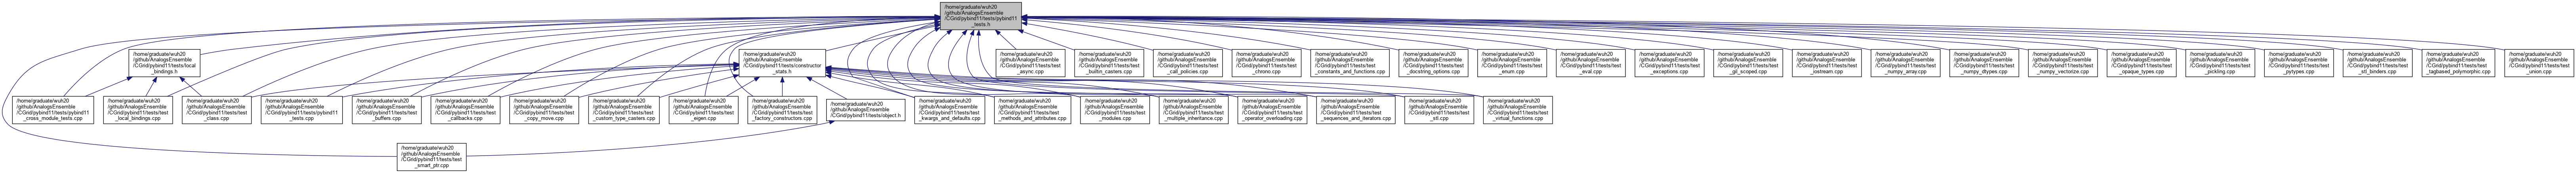 /home/graduate/wuh20
/github/AnalogsEnsemble
/CGrid/pybind11/tests/pybind11
_tests.h
/home/graduate/wuh20
/github/AnalogsEnsemble
/CGrid/pybind11/tests/local
_bindings.h
/home/graduate/wuh20
/github/AnalogsEnsemble
/CGrid/pybind11/tests/constructor
_stats.h
/home/graduate/wuh20
/github/AnalogsEnsemble
/CGrid/pybind11/tests/test
_async.cpp
/home/graduate/wuh20
/github/AnalogsEnsemble
/CGrid/pybind11/tests/test
_builtin_casters.cpp
/home/graduate/wuh20
/github/AnalogsEnsemble
/CGrid/pybind11/tests/test
_call_policies.cpp
/home/graduate/wuh20
/github/AnalogsEnsemble
/CGrid/pybind11/tests/test
_chrono.cpp
/home/graduate/wuh20
/github/AnalogsEnsemble
/CGrid/pybind11/tests/test
_constants_and_functions.cpp
/home/graduate/wuh20
/github/AnalogsEnsemble
/CGrid/pybind11/tests/test
_docstring_options.cpp
/home/graduate/wuh20
/github/AnalogsEnsemble
/CGrid/pybind11/tests/test
_enum.cpp
/home/graduate/wuh20
/github/AnalogsEnsemble
/CGrid/pybind11/tests/test
_eval.cpp
/home/graduate/wuh20
/github/AnalogsEnsemble
/CGrid/pybind11/tests/test
_exceptions.cpp
/home/graduate/wuh20
/github/AnalogsEnsemble
/CGrid/pybind11/tests/test
_gil_scoped.cpp
/home/graduate/wuh20
/github/AnalogsEnsemble
/CGrid/pybind11/tests/test
_iostream.cpp
/home/graduate/wuh20
/github/AnalogsEnsemble
/CGrid/pybind11/tests/test
_numpy_array.cpp
/home/graduate/wuh20
/github/AnalogsEnsemble
/CGrid/pybind11/tests/test
_numpy_dtypes.cpp
/home/graduate/wuh20
/github/AnalogsEnsemble
/CGrid/pybind11/tests/test
_numpy_vectorize.cpp
/home/graduate/wuh20
/github/AnalogsEnsemble
/CGrid/pybind11/tests/test
_opaque_types.cpp
/home/graduate/wuh20
/github/AnalogsEnsemble
/CGrid/pybind11/tests/test
_pickling.cpp
/home/graduate/wuh20
/github/AnalogsEnsemble
/CGrid/pybind11/tests/test
_pytypes.cpp
/home/graduate/wuh20
/github/AnalogsEnsemble
/CGrid/pybind11/tests/test
_stl_binders.cpp
/home/graduate/wuh20
/github/AnalogsEnsemble
/CGrid/pybind11/tests/test
_tagbased_polymorphic.cpp
/home/graduate/wuh20
/github/AnalogsEnsemble
/CGrid/pybind11/tests/test
_union.cpp
/home/graduate/wuh20
/github/AnalogsEnsemble
/CGrid/pybind11/tests/pybind11
_cross_module_tests.cpp
/home/graduate/wuh20
/github/AnalogsEnsemble
/CGrid/pybind11/tests/test
_local_bindings.cpp
/home/graduate/wuh20
/github/AnalogsEnsemble
/CGrid/pybind11/tests/test
_class.cpp
/home/graduate/wuh20
/github/AnalogsEnsemble
/CGrid/pybind11/tests/pybind11
_tests.cpp
/home/graduate/wuh20
/github/AnalogsEnsemble
/CGrid/pybind11/tests/test
_buffers.cpp
/home/graduate/wuh20
/github/AnalogsEnsemble
/CGrid/pybind11/tests/test
_callbacks.cpp
/home/graduate/wuh20
/github/AnalogsEnsemble
/CGrid/pybind11/tests/test
_copy_move.cpp
/home/graduate/wuh20
/github/AnalogsEnsemble
/CGrid/pybind11/tests/test
_custom_type_casters.cpp
/home/graduate/wuh20
/github/AnalogsEnsemble
/CGrid/pybind11/tests/test
_eigen.cpp
/home/graduate/wuh20
/github/AnalogsEnsemble
/CGrid/pybind11/tests/test
_factory_constructors.cpp
/home/graduate/wuh20
/github/AnalogsEnsemble
/CGrid/pybind11/tests/object.h
/home/graduate/wuh20
/github/AnalogsEnsemble
/CGrid/pybind11/tests/test
_kwargs_and_defaults.cpp
/home/graduate/wuh20
/github/AnalogsEnsemble
/CGrid/pybind11/tests/test
_methods_and_attributes.cpp
/home/graduate/wuh20
/github/AnalogsEnsemble
/CGrid/pybind11/tests/test
_modules.cpp
/home/graduate/wuh20
/github/AnalogsEnsemble
/CGrid/pybind11/tests/test
_multiple_inheritance.cpp
/home/graduate/wuh20
/github/AnalogsEnsemble
/CGrid/pybind11/tests/test
_operator_overloading.cpp
/home/graduate/wuh20
/github/AnalogsEnsemble
/CGrid/pybind11/tests/test
_sequences_and_iterators.cpp
/home/graduate/wuh20
/github/AnalogsEnsemble
/CGrid/pybind11/tests/test
_stl.cpp
/home/graduate/wuh20
/github/AnalogsEnsemble
/CGrid/pybind11/tests/test
_virtual_functions.cpp
/home/graduate/wuh20
/github/AnalogsEnsemble
/CGrid/pybind11/tests/test
_smart_ptr.cpp